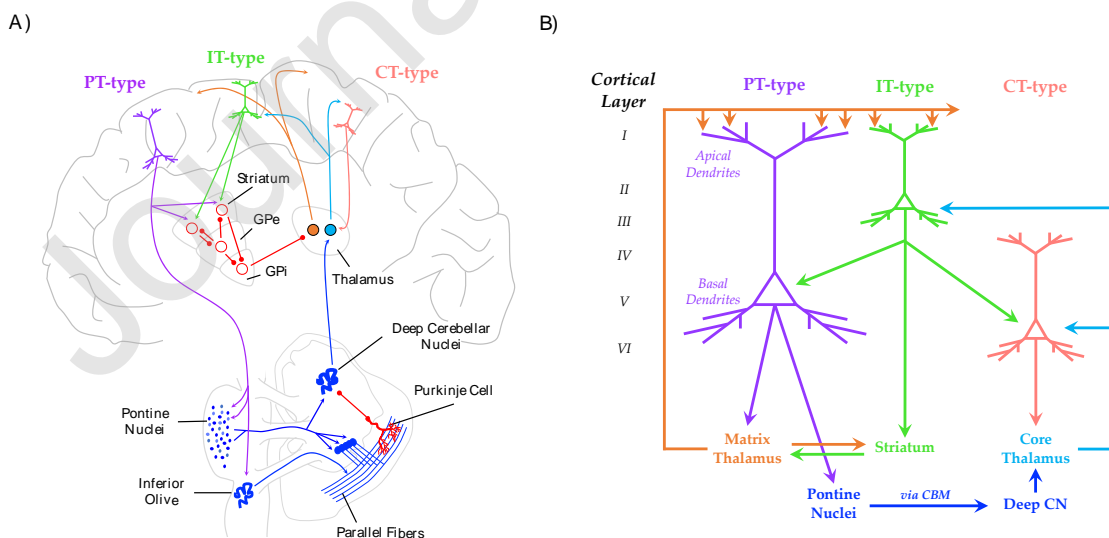 A)
IT-type
PT-type
CT-type
Striatum
GPe
GPi
Thalamus
Deep Cerebellar
Nuclei
Purkinje Cell
Pontine
Nuclei
Inferior
Olive
Parallel Fibers
Journa
B)
Cortical
Layer
PT-type
IT-type
CT-type
I
Apical
Dendrites
II
III
IV
Basal
Dendrites
V
VI
Matrix
Thalamus
Striatum
Core
Thalamus
Pontine
Nuclei
via CBM
Deep CN